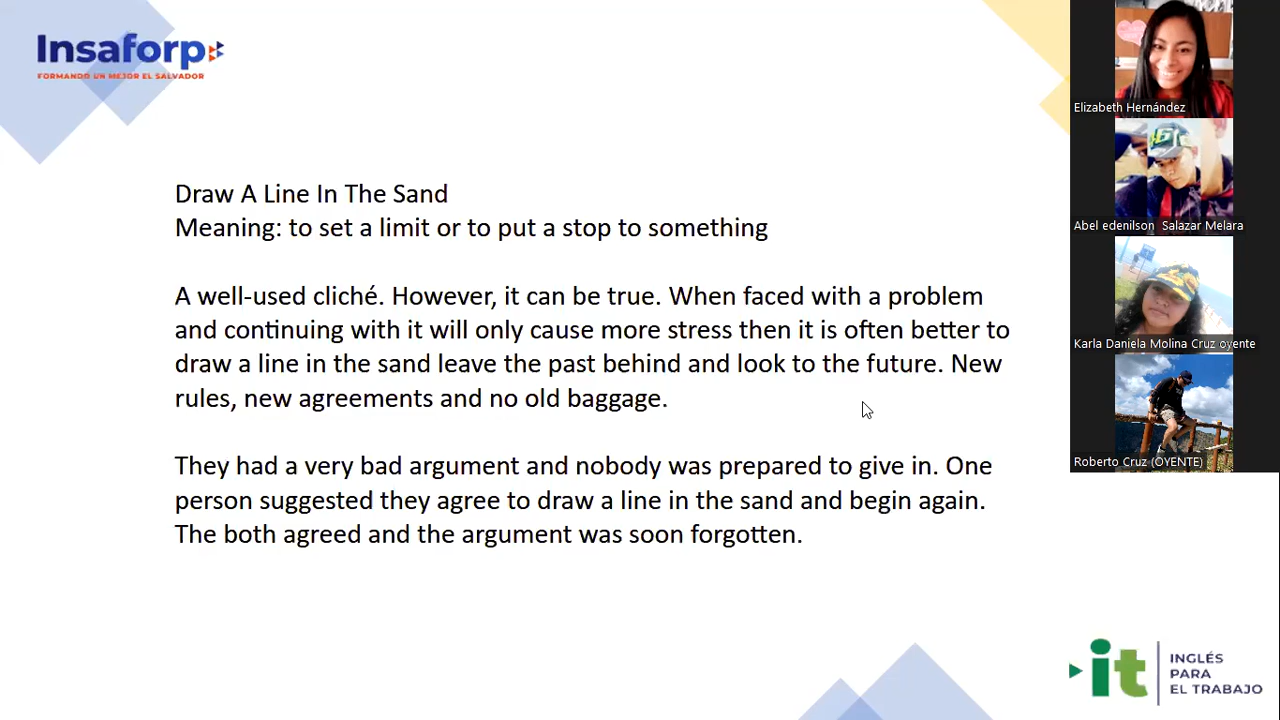 Insaforp
FORMANDO UN MEJOR EL SALVADOR
Draw A Line In The Sand
Meaning: to set a limit or to put a stop to something
A well-used cliché. However, it can be true. When faced with a problem
and continuing with it will only cause more stress then it is often better to
draw a line in the sand leave the past behind and look to the future. New
rules, new agreements and no old baggage.
They had a very bad argument and nobody was prepared to give in. One
person suggested they agree to draw a line in the sand and begin again.
The both agreed and the argument was soon forgotten.
Elizabeth Hernández
Abel edenilson Salazar Melara
Karla Daniela Molina Cruz oyente
Roberto Cruz (OYENTE)
it
INGLÉS
PARA
EL TRABAJO